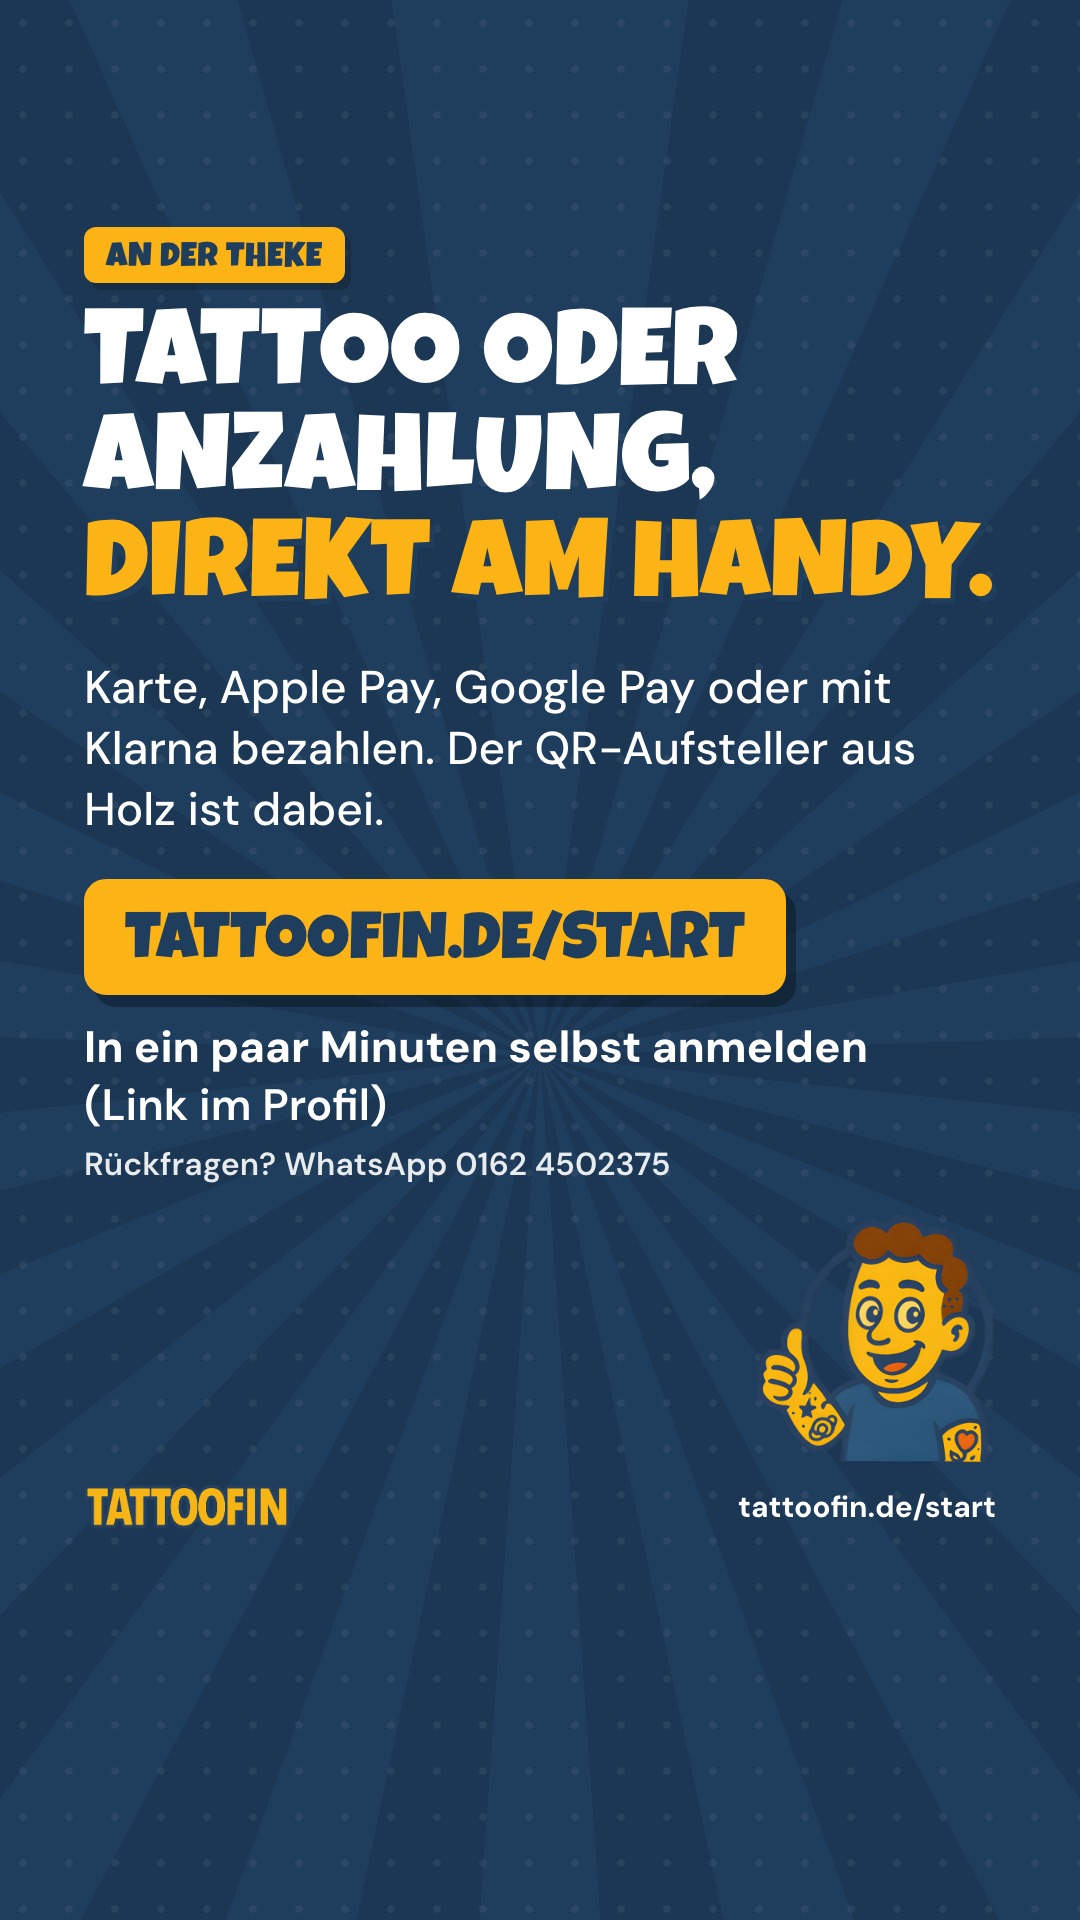 AN DER THEKE
TATTOO ODER
ANZAHLUNG,
DIREKT AM HANDY.
Karte, Apple Pay, Google Pay oder mit
Klarna bezahlen. Der QR-Aufsteller aus
Holz ist dabei.
TATTOOFIN.DE/START
In ein paar Minuten selbst anmelden
(Link im Profil)
Rückfragen? WhatsApp 0162 4502375
TATTOOFIN
tattoofin.de/start